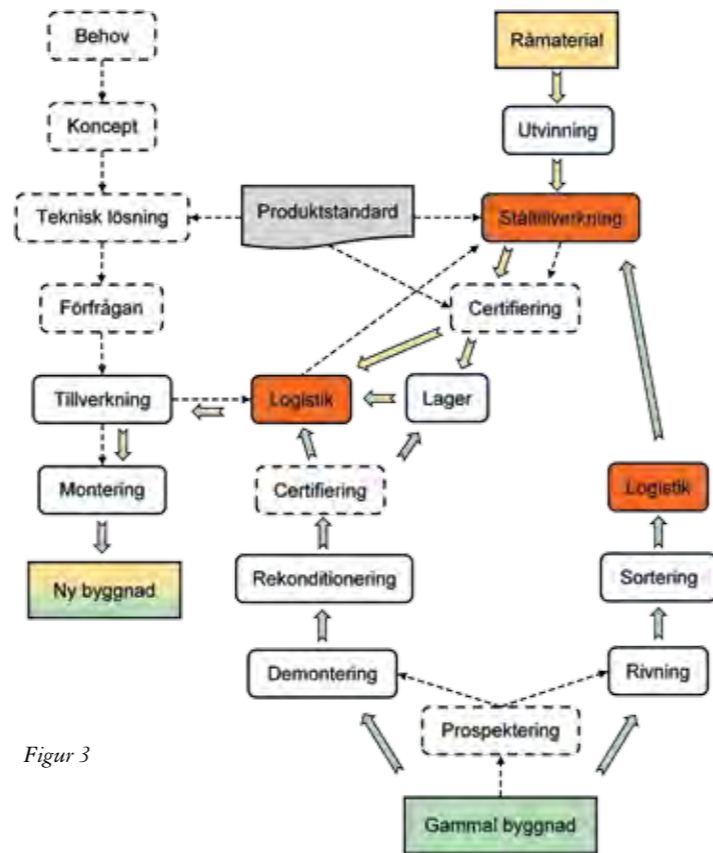 Behov
Råmaterial
Koncept
Utvinning
Teknisk lösning
Produktstandard
Ståltillverkning
Förfrågan
Certifiering
Tillverkning
Logistik
Lager
Montering
Certifiering
Logistik
Ny byggnad
Rekonditionering
Sortering
Demontering
Rivning
Prospektering
Figur 3
Gammal byggnad